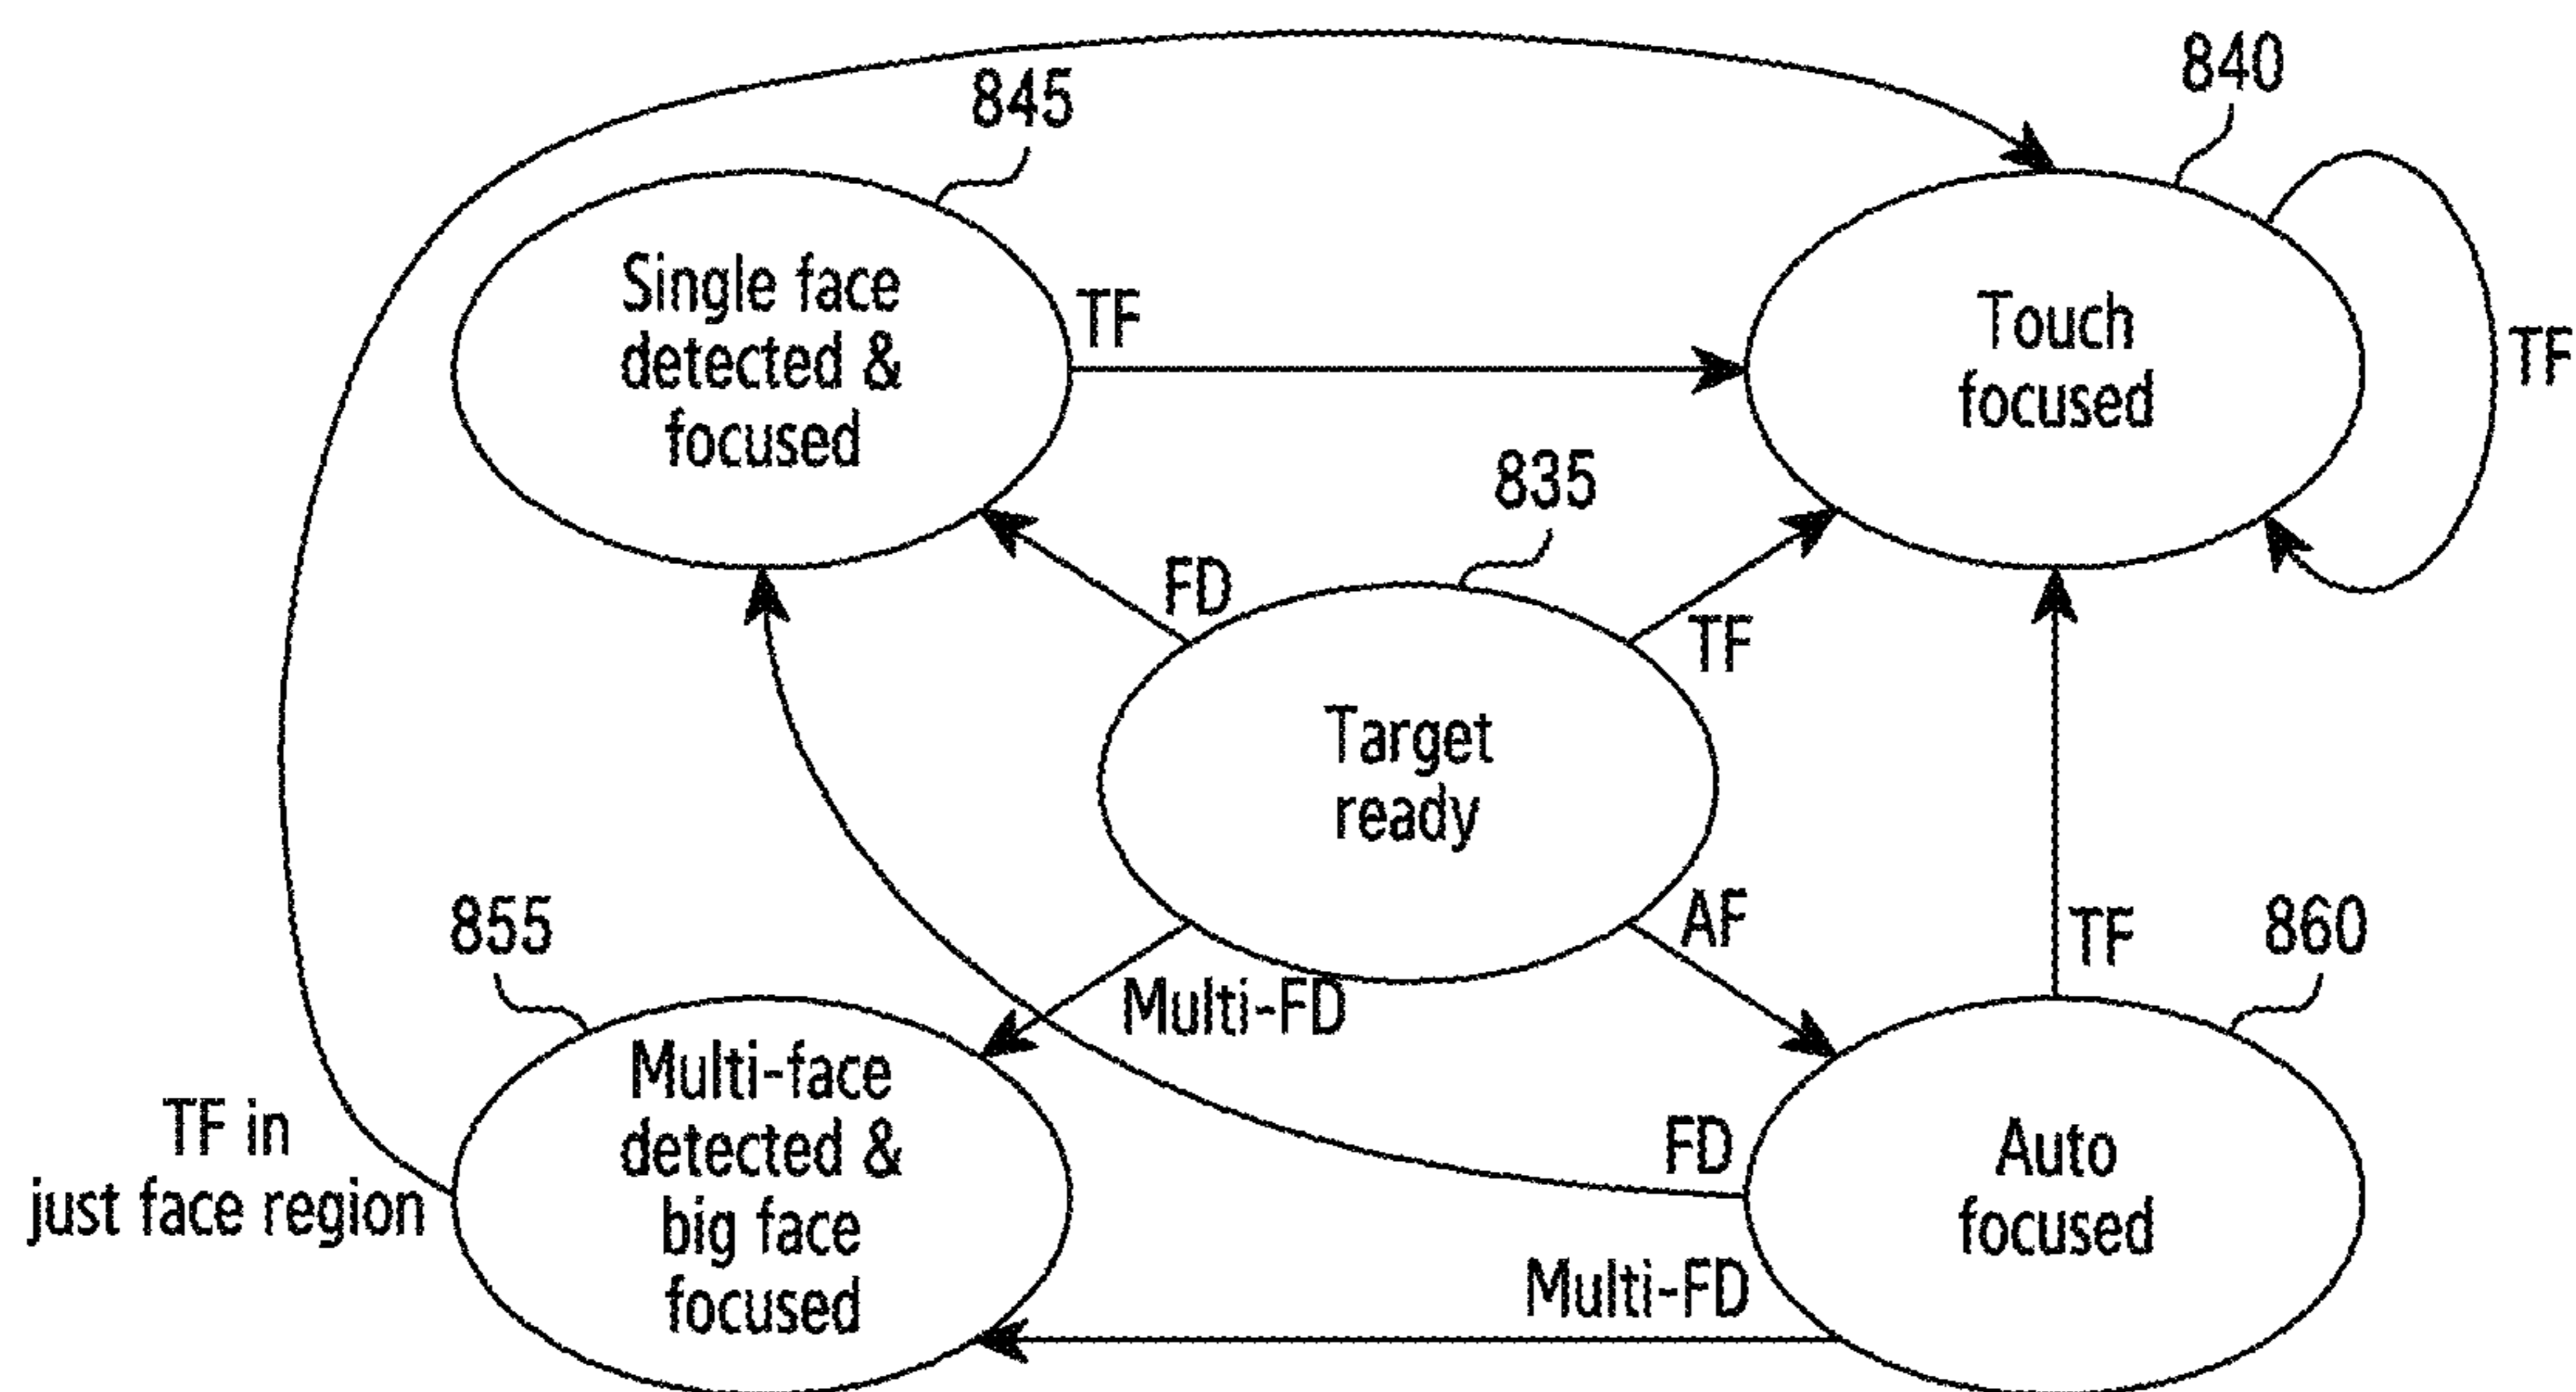 840
845
Single face
detected &
focused
TF
Touch
focused
TF
835
FD
TF
Target
ready
855
AF
860
TF
Multi-FD
Multi-face
detected &
big face
focused
TF in
just face region
FD
Auto
focused
Multi-FD